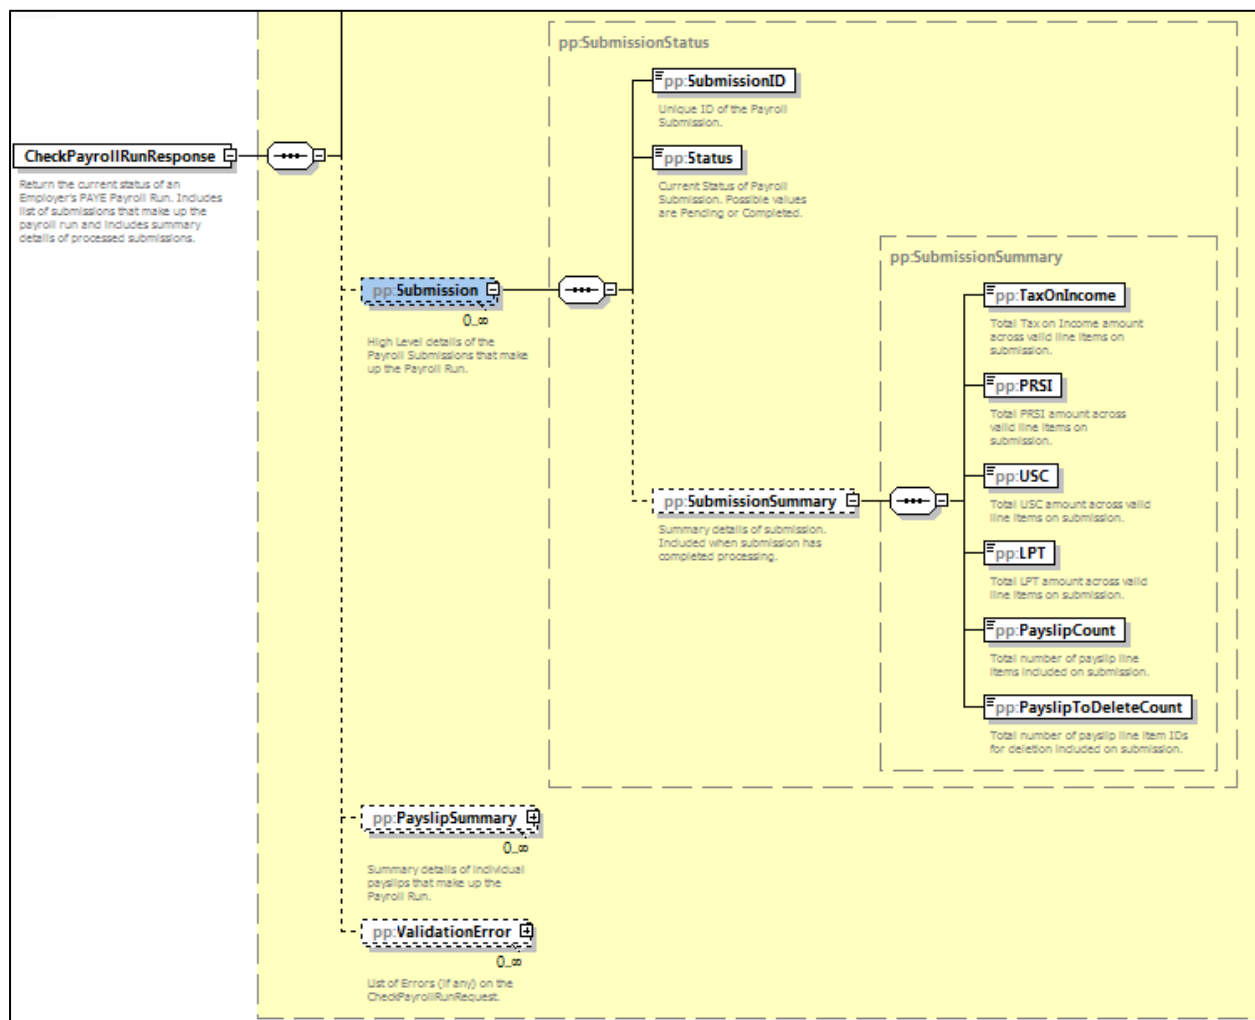 pp:SubmissionStatus
pp:SubmissionID
Unique ID of the Payroll
Submission.
CheckPayrollRunResponse
Return the current status of an
Employer's PAYE Payroll Run. Includes
list of submissions that make up the
payroll run and includes summary
details of processed submissions.
pp:Status
Current Status of Payroll
Submission. Possible values
are Pending or Completed.
pp:Submission
0..∞
High Level details of the
Payroll Submissions that make
up the Payroll Run.
pp:SubmissionSummary
pp:TaxOnIncome
Total Tax on Income amount
across valid line items on
submission.
pp:PRSI
Total PRSI amount across
valid line items on
submission.
pp:USC
Total USC amount across valid
line items on submission.
pp:SubmissionSummary
Summary details of submission.
Included when submission has
completed processing.
pp:LPT
Total LPT amount across valid
line items on submission.
pp:PayslipCount
Total number of payslip line
items included on submission.
pp:PayslipToDeleteCount
Total number of payslip line item IDs
for deletion included on submission.
pp:PayslipSummary
0..∞
Summary details of individual
payslips that make up the
Payroll Run.
pp:ValidationError
0..∞
List of Errors (if any) on the
CheckPayrollRunRequest.